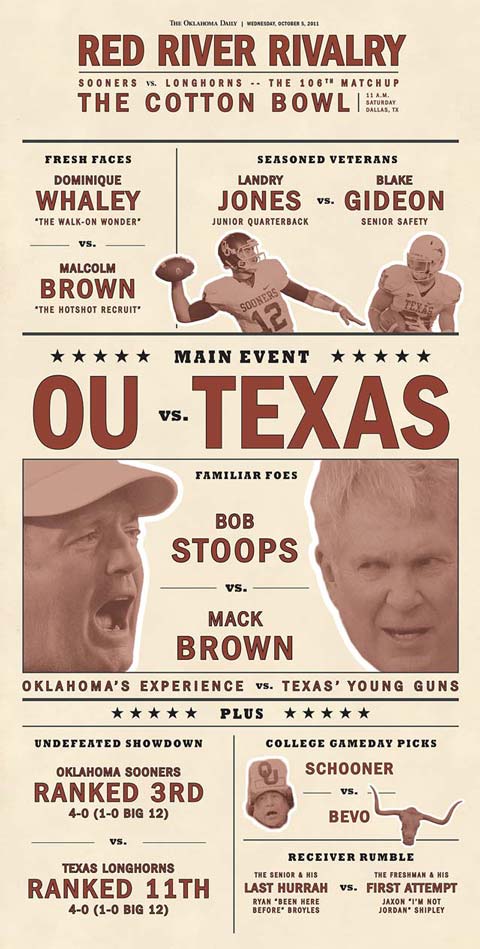 THE OKLAHOMA DAILY | WEDNESDAY, OCTOBER 5, 2011
RED RIVER RIVALRY
SOONERS vs. LONGHORNS -- THE 106TH MATCHUP
THE COTTON BOWL
11 A.M.
SATURDAY
DALLAS, TX
FRESH FACES
DOMINIQUE
WHALEY
"THE WALK-ON WONDER"
vs.
MALCOLM
BROWN
"THE HOTSHOT RECRUIT"
SEASONED VETERANS
LANDRY
JONES
JUNIOR QUARTERBACK
vs.
BLAKE
GIDEON
SENIOR SAFETY
SOONERS
12
TEXAS
★★★★★ MAIN EVENT ★★★★★
OU vs. TEXAS
FAMILIAR FOES
BOB
STOOPS
vs.
MACK
BROWN
OKLAHOMA'S EXPERIENCE vs. TEXAS' YOUNG GUNS
★★★★★ PLUS ★★★★★
UNDEFEATED SHOWDOWN
OKLAHOMA SOONERS
RANKED 3RD
4-0 (1-0 BIG 12)
vs.
TEXAS LONGHORNS
RANKED 11TH
4-0 (1-0 BIG 12)
COLLEGE GAMEDAY PICKS
OU
SCHOONER
vs.
BEVO
RECEIVER RUMBLE
THE SENIOR & HIS
LAST HURRAH
RYAN "BEEN HERE
BEFORE" BROYLES
vs.
THE FRESHMAN & HIS
FIRST ATTEMPT
JAXON "I'M NOT
JORDAN" SHIPLEY